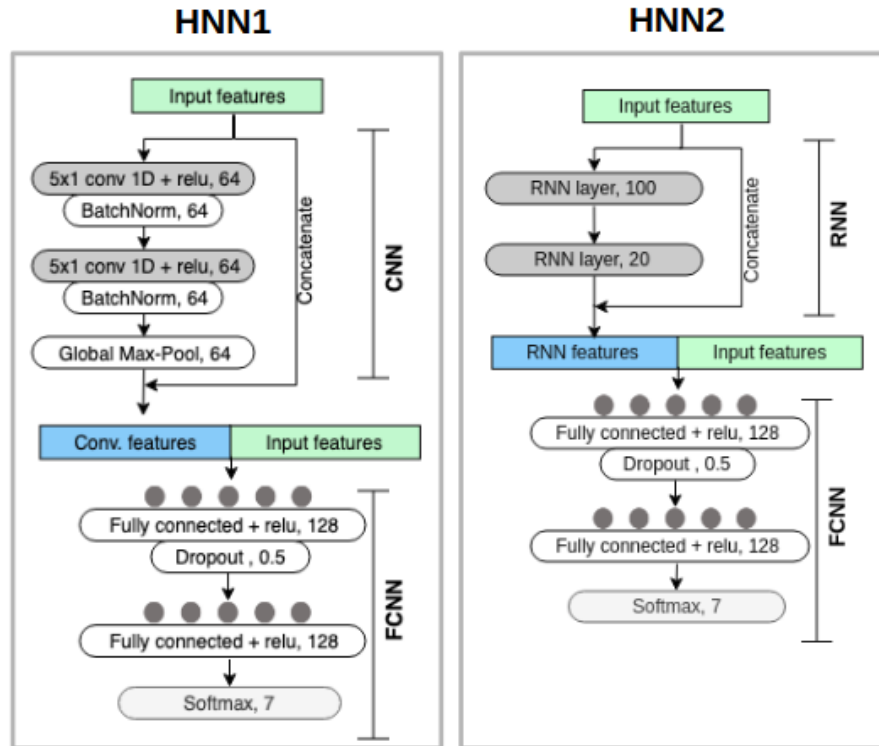 HNN1
Input features
5x1 conv 1D + relu, 64
BatchNorm, 64
5x1 conv 1D + relu, 64
BatchNorm, 64
Global Max-Pool, 64
Concatenate
CNN
Conv. features
Input features
Fully connected + relu, 128
Dropout , 0.5
Fully connected + relu, 128
Softmax, 7
FCNN
HNN2
Input features
RNN layer, 100
RNN layer, 20
Concatenate
RNN
RNN features
Input features
Fully connected + relu, 128
Dropout , 0.5
Fully connected + relu, 128
Softmax, 7
FCNN